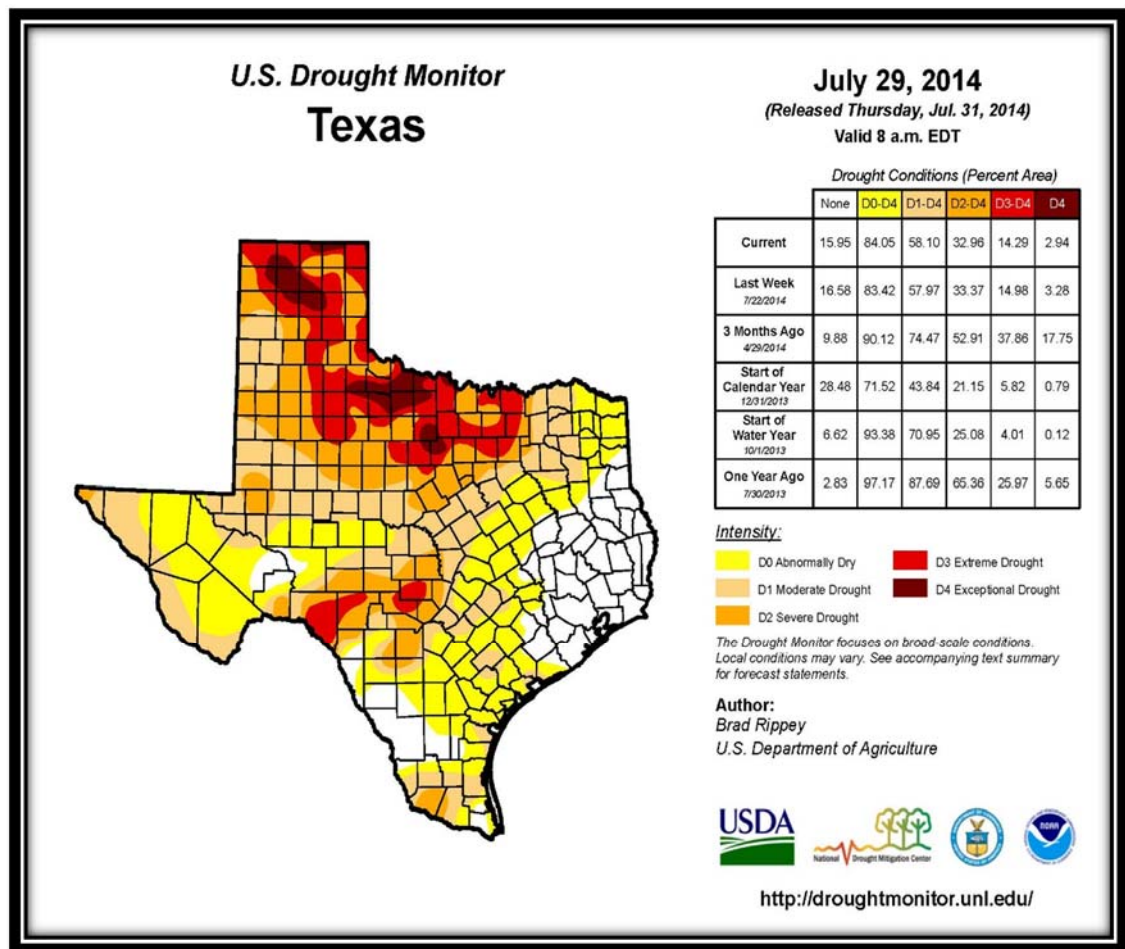 U.S. Drought Monitor
Texas
July 29, 2014
(Released Thursday, Jul. 31, 2014)
Valid 8 a.m. EDT
Drought Conditions (Percent Area)
None D0-D4 D1-D4 D2-D4 D3-D4 D4
Current 15.95 84.05 58.10 32.96 14.29 2.94
Last Week 16.58 83.42 57.97 33.37 14.98 3.28
7/22/2014
3 Months Ago 9.88 90.12 74.47 52.91 37.86 17.75
4/29/2014
Start of
Calendar Year 28.48 71.52 43.84 21.15 5.82 0.79
12/31/2013
Start of
Water Year 6.62 93.38 70.95 25.08 4.01 0.12
10/1/2013
One Year Ago 2.83 97.17 87.69 65.36 25.97 5.65
7/30/2013
Intensity:
D0 Abnormally Dry
D3 Extreme Drought
D1 Moderate Drought
D4 Exceptional Drought
D2 Severe Drought
The Drought Monitor focuses on broad-scale conditions.
Local conditions may vary. See accompanying text summary
for forecast statements.
Author:
Brad Rippey
U.S. Department of Agriculture
USDA
National Drought Mitigation Center
NOAA
http://droughtmonitor.unl.edu/